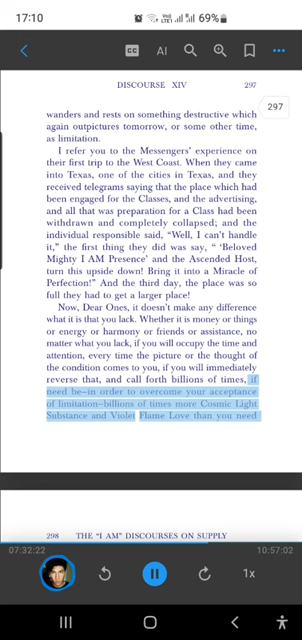 17:10
69%
CC
AI
DISCOURSE XIV 297
297
wanders and rests on something destructive which
again outpictures tomorrow, or some other time,
as limitation.
I refer you to the Messengers' experience on
their first trip to the West Coast. When they came
into Texas, one of the cities in Texas, and they
received telegrams saying that the place which had
been engaged for the Classes, and the advertising,
and all that was preparation for a Class had been
withdrawn and completely collapsed; and the
individual responsible said, "Well, I can't handle
it," the first thing they did was say, " 'Beloved
Mighty I AM Presence' and the Ascended Host,
turn this upside down! Bring it into a Miracle of
Perfection!" And the third day, the place was so
full they had to get a larger place!
Now, Dear Ones, it doesn't make any difference
what it is that you lack. Whether it is money or things
or energy or harmony or friends or assistance, no
matter what you lack, if you will occupy the time and
attention, every time the picture or the thought of
the condition comes to you, if you will immediately
reverse that, and call forth billions of times, if
need be—in order to overcome your acceptance
of limitation—billions of times more Cosmic Light
Substance and Violet Flame Love than you need
298 THE "I AM" DISCOURSES ON SUPPLY
07:32:22
10:57:02
1x